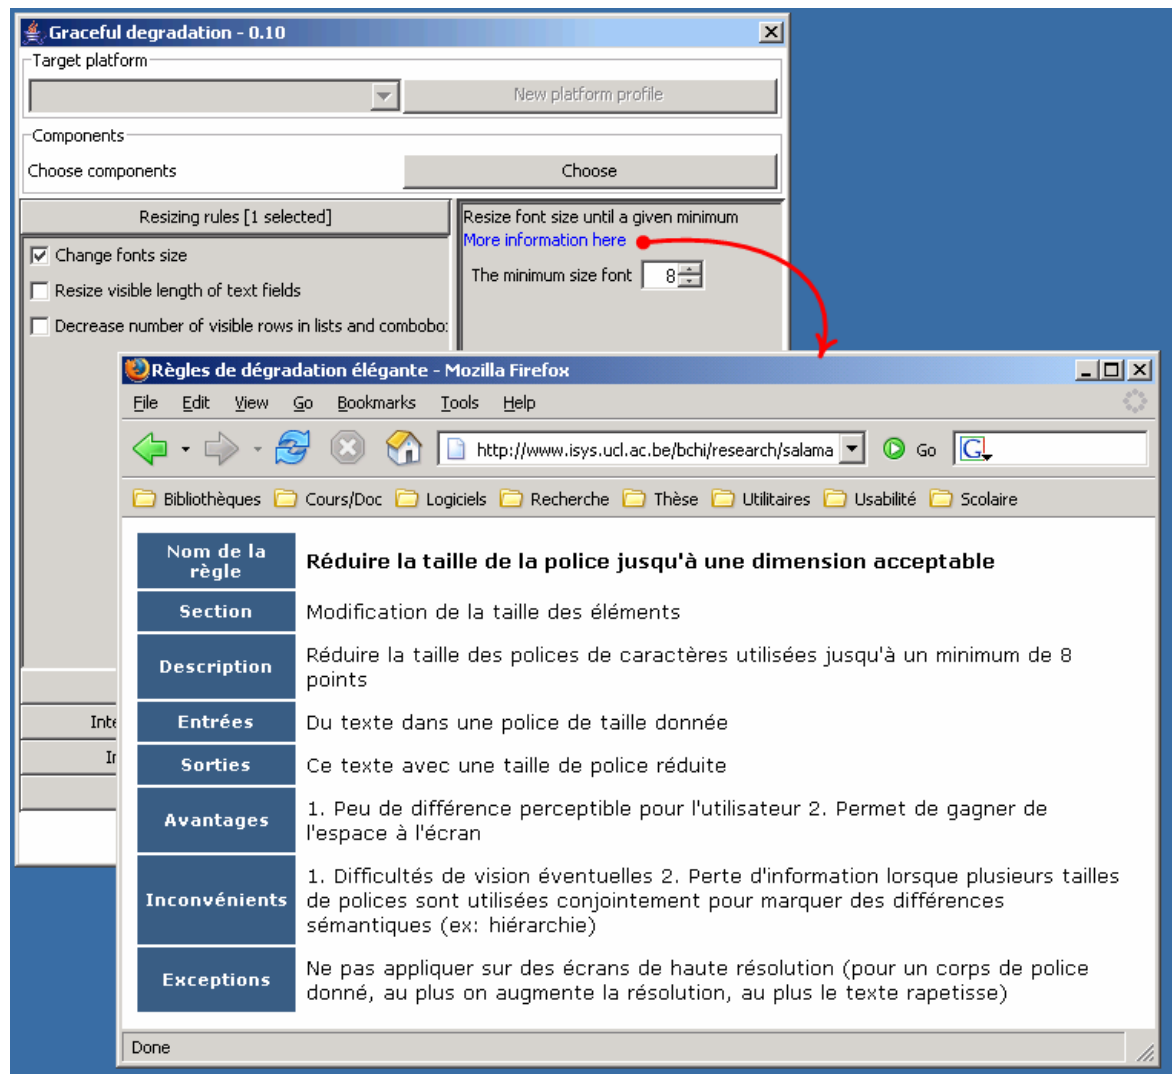 Graceful degradation - 0.10
Target platform
New platform profile
Components
Choose components
Choose
Resizing rules [1 selected]
Resize font size until a given minimum
More information here
Change fonts size
The minimum size font 8
Resize visible length of text fields
Decrease number of visible rows in lists and
Règles de dégradation élégante - Mozilla Firefox
File Edit View Go Bookmarks Tools Help
http://www.isys.ucl.ac.be/bchi/research/salama Go G
Bibliothèques Cours/Doc Logiciels Recherche Thèse Utilitaires Usabilité Scolaire
Nom de la
règle
Réduire la taille de la police jusqu'à une dimension acceptable
Section
Modification de la taille des éléments
Description
Réduire la taille des polices de caractères utilisées jusqu'à un minimum de 8
points
Entrées
Du texte dans une police de taille donnée
Sorties
Ce texte avec une taille de police réduite
Avantages
1. Peu de différence perceptible pour l'utilisateur 2. Permet de gagner de
l'espace à l'écran
Inconvénients
1. Difficultés de vision éventuelles 2. Perte d'information lorsque plusieurs tailles
de polices sont utilisées conjointement pour marquer des différences
sémantiques (ex: hiérarchie)
Exceptions
Ne pas appliquer sur des écrans de haute résolution (pour un corps de police
donné, au plus on augmente la résolution, au plus le texte rapetisse)
Done